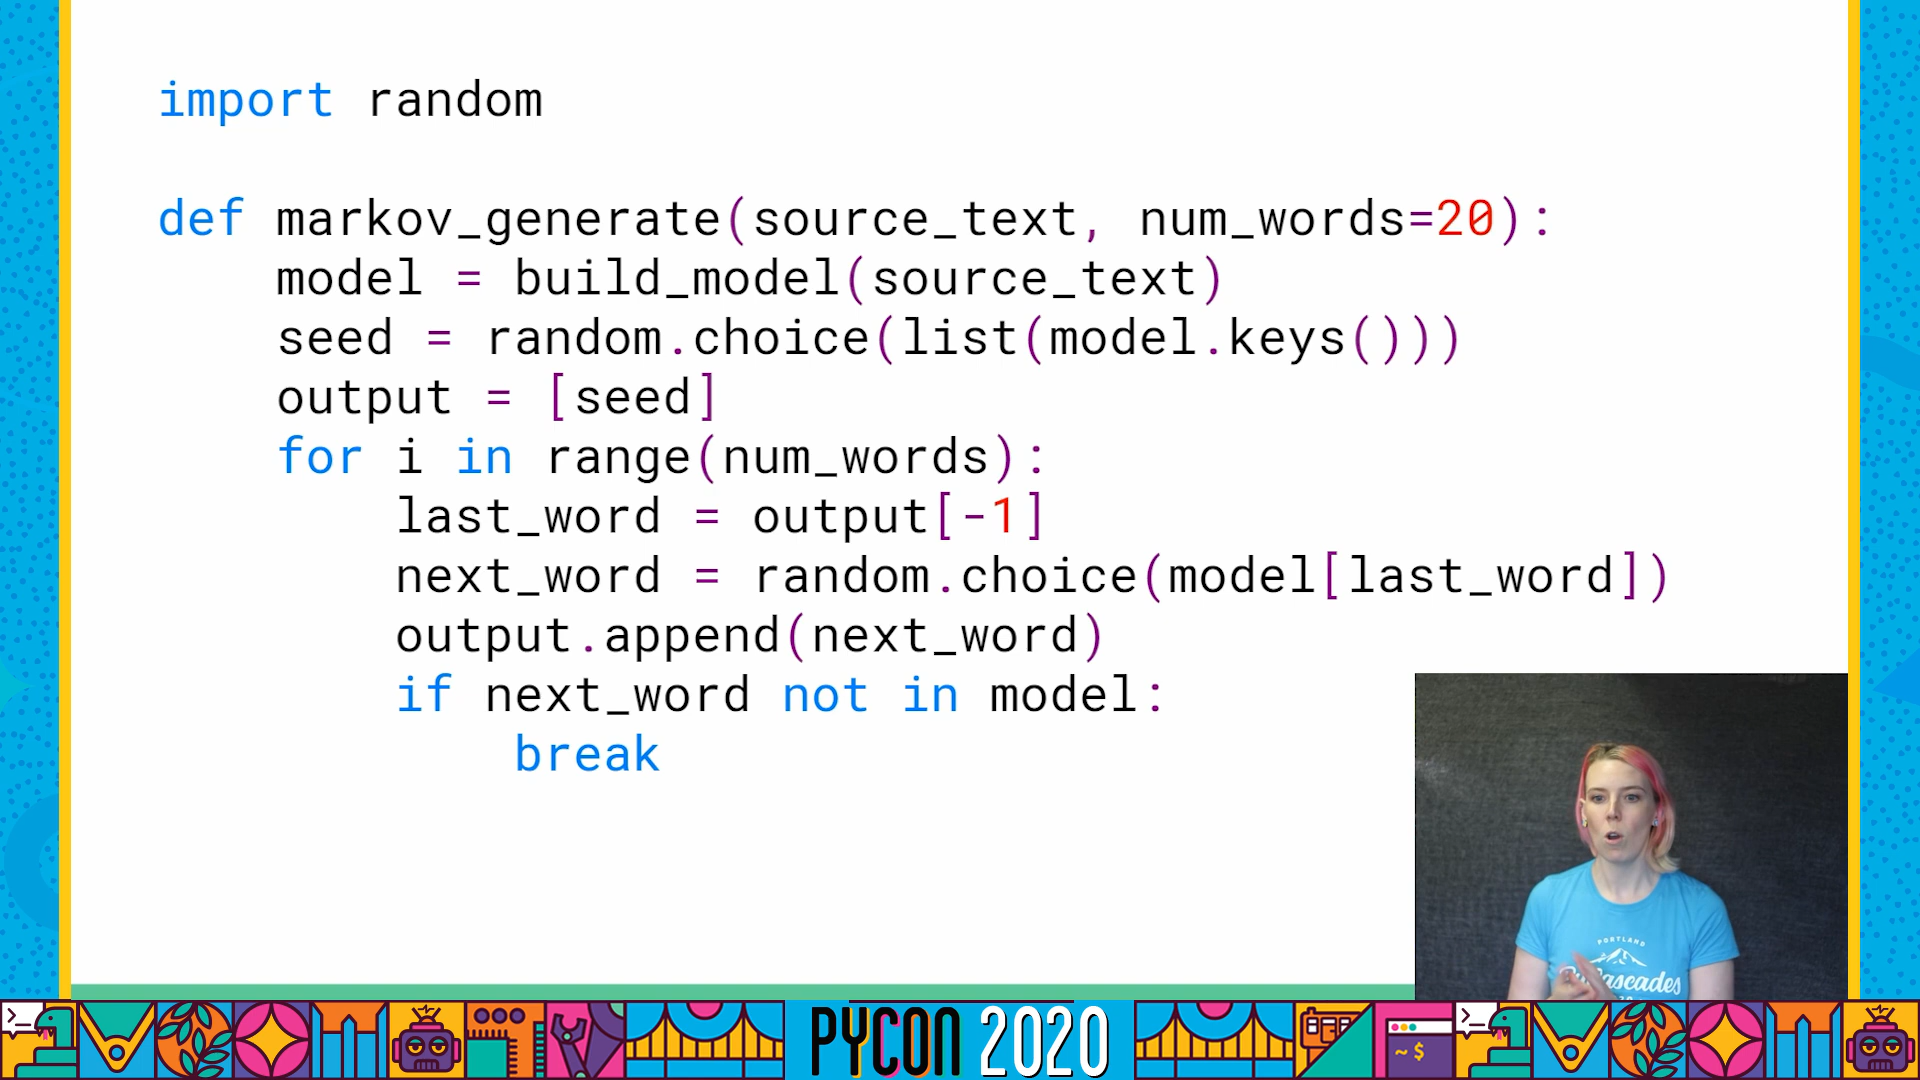 import random
def markov_generate(source_text, num_words=20):
    model = build_model(source_text)
    seed = random.choice(list(model.keys()))
    output = [seed]
    for i in range(num_words):
        last_word = output[-1]
        next_word = random.choice(model[last_word])
        output.append(next_word)
        if next_word not in model:
            break
PORTLAND
cascades
>_
PYCON 2020
~$
>_